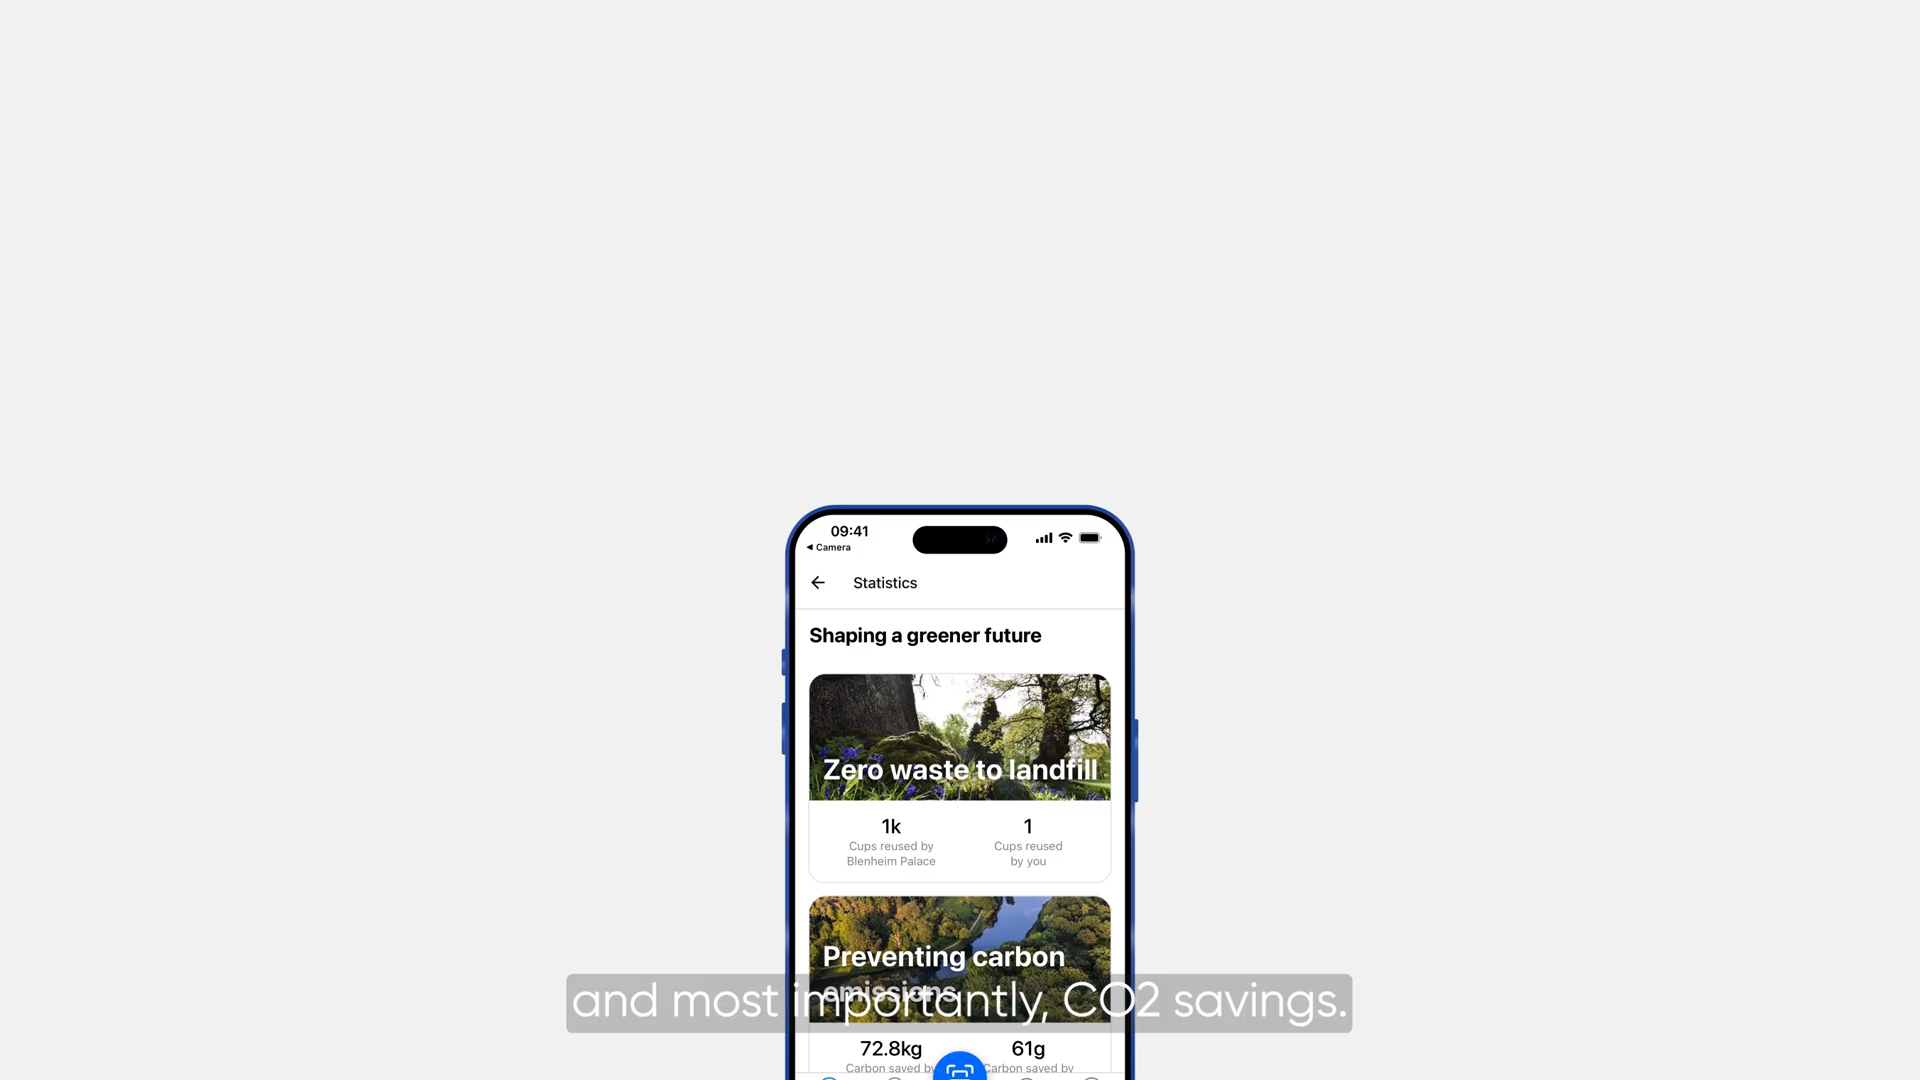 09:41
Camera
Statistics
Shaping a greener future
Zero waste to landfill
1k
Cups reused by
Blenheim Palace
1
Cups reused
by you
Preventing carbon
emissions
and most importantly, CO2 savings.
72.8kg
Carbon saved by
61g
Carbon saved by